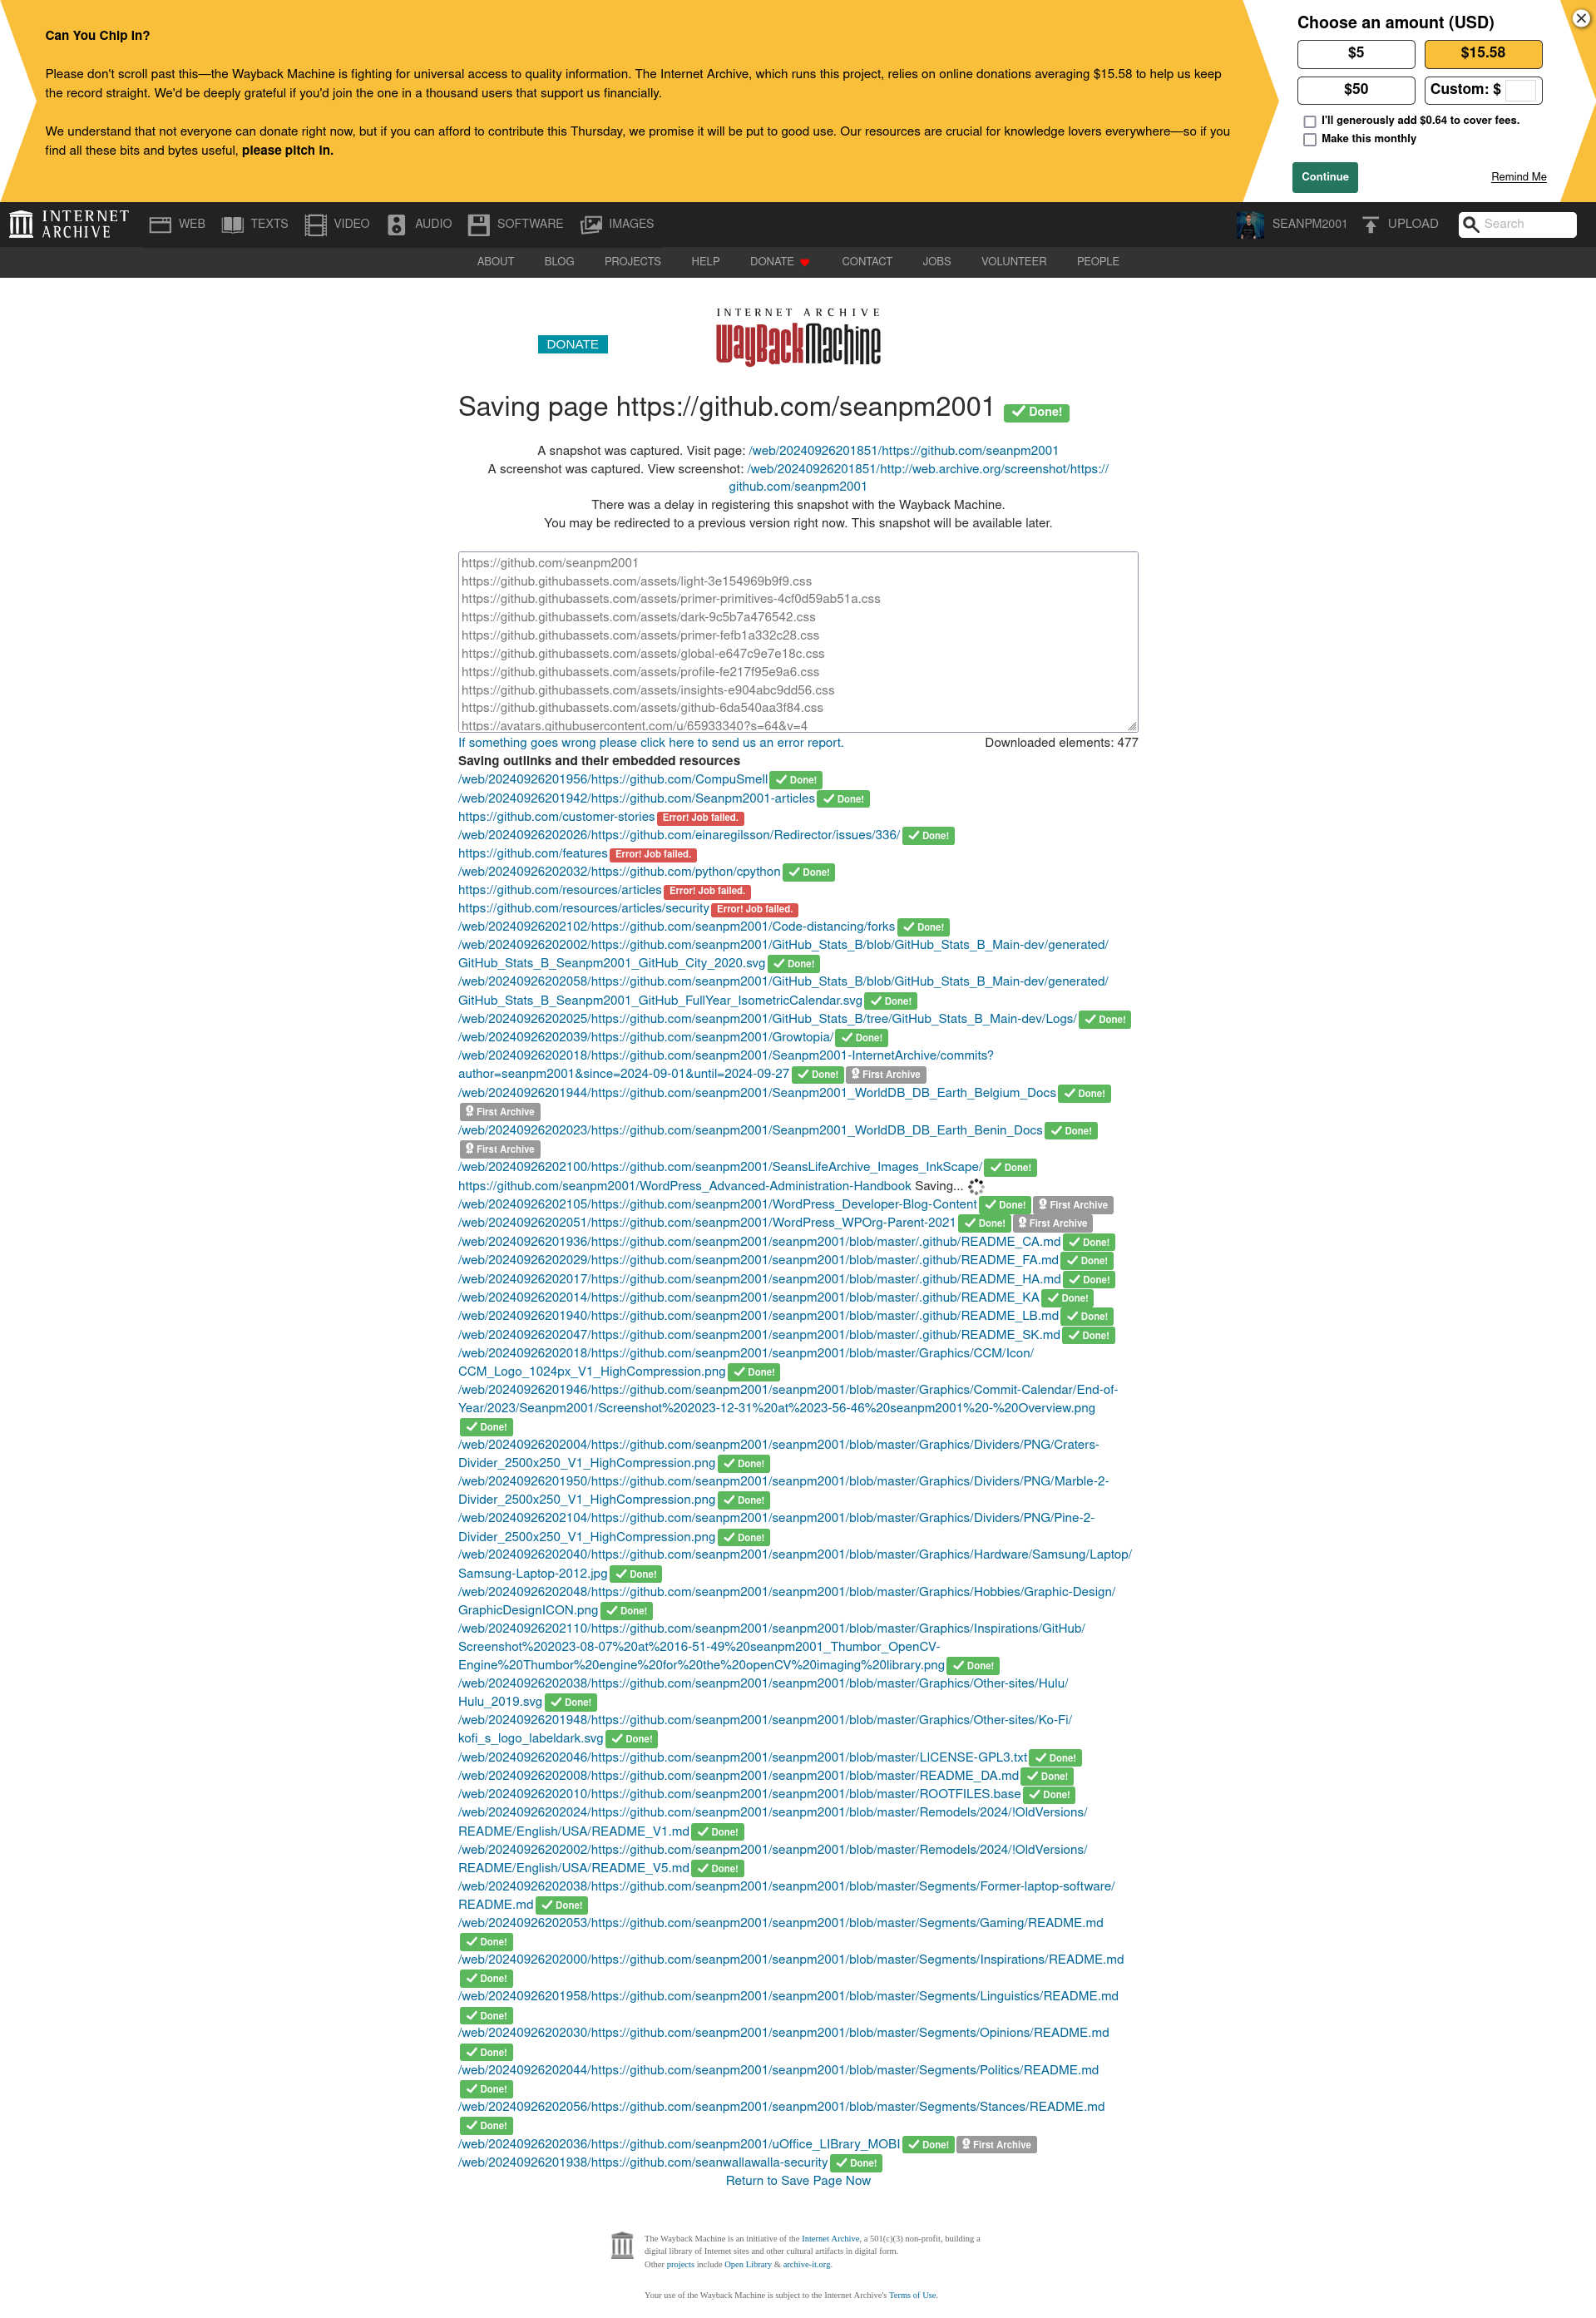 Can You Chip In?
Please don't scroll past this—the Wayback Machine is fighting for universal access to quality information. The Internet Archive, which runs this project, relies on online donations averaging $15.58 to help us keep
the record straight. We'd be deeply grateful if you'd join the one in a thousand users that support us financially.
We understand that not everyone can donate right now, but if you can afford to contribute this Thursday, we promise it will be put to good use. Our resources are crucial for knowledge lovers everywhere—so if you
find all these bits and bytes useful, please pitch in.
Choose an amount (USD)
$5 $15.58
$50 Custom: $
I'll generously add $0.64 to cover fees.
Make this monthly
Continue Remind Me
INTERNET ARCHIVE WEB TEXTS VIDEO AUDIO SOFTWARE IMAGES SEANPM2001 UPLOAD Search
ABOUT BLOG PROJECTS HELP DONATE CONTACT JOBS VOLUNTEER PEOPLE
INTERNET ARCHIVE
DONATE WayBackMachine
Saving page https://github.com/seanpm2001 Done!
A snapshot was captured. Visit page: /web/20240926201851/https://github.com/seanpm2001
A screenshot was captured. View screenshot: /web/20240926201851/http://web.archive.org/screenshot/https://
github.com/seanpm2001
There was a delay in registering this snapshot with the Wayback Machine.
You may be redirected to a previous version right now. This snapshot will be available later.
https://github.com/seanpm2001
https://github.githubassets.com/assets/light-3e154969b9f9.css
https://github.githubassets.com/assets/primer-primitives-4cf0d59ab51a.css
https://github.githubassets.com/assets/dark-9c5b7a476542.css
https://github.githubassets.com/assets/primer-fefb1a332c28.css
https://github.githubassets.com/assets/global-e647c9e7e18c.css
https://github.githubassets.com/assets/profile-fe217f95e9a6.css
https://github.githubassets.com/assets/insights-e904abc9dd56.css
https://github.githubassets.com/assets/github-6da540aa3f84.css
https://avatars.githubusercontent.com/u/65933340?s=64&v=4
If something goes wrong please click here to send us an error report. Downloaded elements: 477
Saving outlinks and their embedded resources
/web/20240926201956/https://github.com/CompuSmell Done!
/web/20240926201942/https://github.com/Seanpm2001-articles Done!
https://github.com/customer-stories Error! Job failed.
/web/20240926202026/https://github.com/einaregilsson/Redirector/issues/336/ Done!
https://github.com/features Error! Job failed.
/web/20240926202032/https://github.com/python/cpython Done!
https://github.com/resources/articles Error! Job failed.
https://github.com/resources/articles/security Error! Job failed.
/web/20240926202102/https://github.com/seanpm2001/Code-distancing/forks Done!
/web/20240926202002/https://github.com/seanpm2001/GitHub_Stats_B/blob/GitHub_Stats_B_Main-dev/generated/
GitHub_Stats_B_Seanpm2001_GitHub_City_2020.svg Done!
/web/20240926202058/https://github.com/seanpm2001/GitHub_Stats_B/blob/GitHub_Stats_B_Main-dev/generated/
GitHub_Stats_B_Seanpm2001_GitHub_FullYear_IsometricCalendar.svg Done!
/web/20240926202025/https://github.com/seanpm2001/GitHub_Stats_B/tree/GitHub_Stats_B_Main-dev/Logs/ Done!
/web/20240926202039/https://github.com/seanpm2001/Growtopia/ Done!
/web/20240926202018/https://github.com/seanpm2001/Seanpm2001-InternetArchive/commits?
author=seanpm2001&since=2024-09-01&until=2024-09-27 Done! First Archive
/web/20240926201944/https://github.com/seanpm2001/Seanpm2001_WorldDB_DB_Earth_Belgium_Docs Done!
First Archive
/web/20240926202023/https://github.com/seanpm2001/Seanpm2001_WorldDB_DB_Earth_Benin_Docs Done!
First Archive
/web/20240926202100/https://github.com/seanpm2001/SeansLifeArchive_Images_InkScape/ Done!
https://github.com/seanpm2001/WordPress_Advanced-Administration-Handbook Saving...
/web/20240926202105/https://github.com/seanpm2001/WordPress_Developer-Blog-Content Done! First Archive
/web/20240926202051/https://github.com/seanpm2001/WordPress_WPOrg-Parent-2021 Done! First Archive
/web/20240926201936/https://github.com/seanpm2001/seanpm2001/blob/master/.github/README_CA.md Done!
/web/20240926202029/https://github.com/seanpm2001/seanpm2001/blob/master/.github/README_FA.md Done!
/web/20240926202017/https://github.com/seanpm2001/seanpm2001/blob/master/.github/README_HA.md Done!
/web/20240926202014/https://github.com/seanpm2001/seanpm2001/blob/master/.github/README_KA Done!
/web/20240926201940/https://github.com/seanpm2001/seanpm2001/blob/master/.github/README_LB.md Done!
/web/20240926202047/https://github.com/seanpm2001/seanpm2001/blob/master/.github/README_SK.md Done!
/web/20240926202018/https://github.com/seanpm2001/seanpm2001/blob/master/Graphics/CCM/Icon/
CCM_Logo_1024px_V1_HighCompression.png Done!
/web/20240926201946/https://github.com/seanpm2001/seanpm2001/blob/master/Graphics/Commit-Calendar/End-of-
Year/2023/Seanpm2001/Screenshot%202023-12-31%20at%2023-56-46%20seanpm2001%20-%20Overview.png
Done!
/web/20240926202004/https://github.com/seanpm2001/seanpm2001/blob/master/Graphics/Dividers/PNG/Craters-
Divider_2500x250_V1_HighCompression.png Done!
/web/20240926201950/https://github.com/seanpm2001/seanpm2001/blob/master/Graphics/Dividers/PNG/Marble-2-
Divider_2500x250_V1_HighCompression.png Done!
/web/20240926202104/https://github.com/seanpm2001/seanpm2001/blob/master/Graphics/Dividers/PNG/Pine-2-
Divider_2500x250_V1_HighCompression.png Done!
/web/20240926202040/https://github.com/seanpm2001/seanpm2001/blob/master/Graphics/Hardware/Samsung/Laptop/
Samsung-Laptop-2012.jpg Done!
/web/20240926202048/https://github.com/seanpm2001/seanpm2001/blob/master/Graphics/Hobbies/Graphic-Design/
GraphicDesignICON.png Done!
/web/20240926202110/https://github.com/seanpm2001/seanpm2001/blob/master/Graphics/Inspirations/GitHub/
Screenshot%202023-08-07%20at%2016-51-49%20seanpm2001_Thumbor_OpenCV-
Engine%20Thumbor%20engine%20for%20the%20openCV%20imaging%20library.png Done!
/web/20240926202038/https://github.com/seanpm2001/seanpm2001/blob/master/Graphics/Other-sites/Hulu/
Hulu_2019.svg Done!
/web/20240926201948/https://github.com/seanpm2001/seanpm2001/blob/master/Graphics/Other-sites/Ko-Fi/
kofi_s_logo_labeldark.svg Done!
/web/20240926202046/https://github.com/seanpm2001/seanpm2001/blob/master/LICENSE-GPL3.txt Done!
/web/20240926202008/https://github.com/seanpm2001/seanpm2001/blob/master/README_DA.md Done!
/web/20240926202010/https://github.com/seanpm2001/seanpm2001/blob/master/ROOTFILES.base Done!
/web/20240926202024/https://github.com/seanpm2001/seanpm2001/blob/master/Remodels/2024/!OldVersions/
README/English/USA/README_V1.md Done!
/web/20240926202002/https://github.com/seanpm2001/seanpm2001/blob/master/Remodels/2024/!OldVersions/
README/English/USA/README_V5.md Done!
/web/20240926202038/https://github.com/seanpm2001/seanpm2001/blob/master/Segments/Former-laptop-software/
README.md Done!
/web/20240926202053/https://github.com/seanpm2001/seanpm2001/blob/master/Segments/Gaming/README.md
Done!
/web/20240926202000/https://github.com/seanpm2001/seanpm2001/blob/master/Segments/Inspirations/README.md
Done!
/web/20240926201958/https://github.com/seanpm2001/seanpm2001/blob/master/Segments/Linguistics/README.md
Done!
/web/20240926202030/https://github.com/seanpm2001/seanpm2001/blob/master/Segments/Opinions/README.md
Done!
/web/20240926202044/https://github.com/seanpm2001/seanpm2001/blob/master/Segments/Politics/README.md
Done!
/web/20240926202056/https://github.com/seanpm2001/seanpm2001/blob/master/Segments/Stances/README.md
Done!
/web/20240926202036/https://github.com/seanpm2001/uOffice_LIBrary_MOBI Done! First Archive
/web/20240926201938/https://github.com/seanwallawalla-security Done!
Return to Save Page Now
The Wayback Machine is an initiative of the Internet Archive, a 501(c)(3) non-profit, building a
digital library of Internet sites and other cultural artifacts in digital form.
Other projects include Open Library & archive-it.org.
Your use of the Wayback Machine is subject to the Internet Archive's Terms of Use.